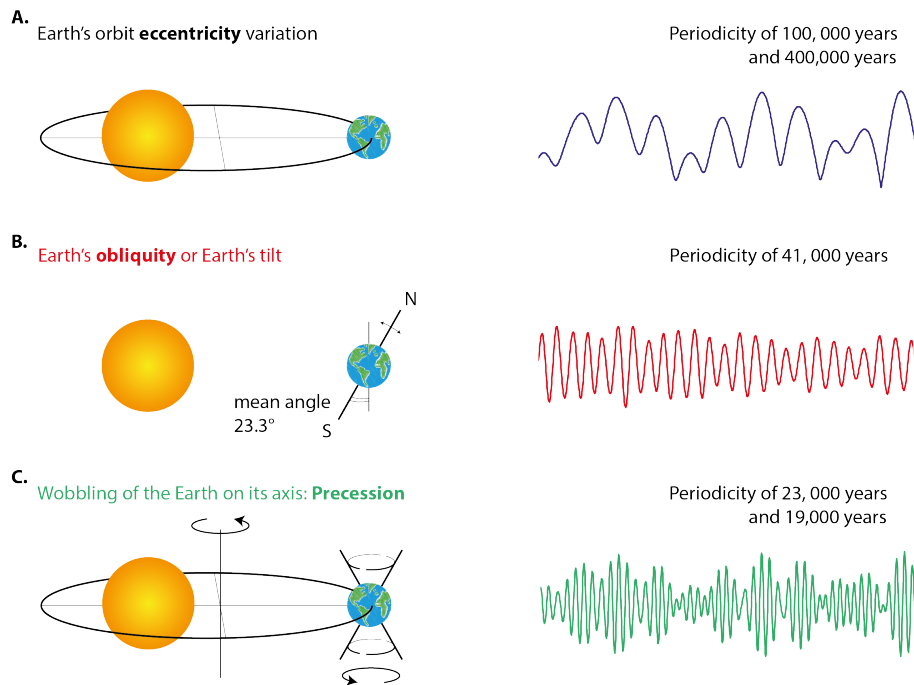 A.
Earth's orbit eccentricity variation
Periodicity of 100, 000 years
and 400,000 years
B.
Earth's obliquity or Earth's tilt
Periodicity of 41, 000 years
N
mean angle
23.3°
S
C.
Wobbling of the Earth on its axis: Precession
Periodicity of 23, 000 years
and 19,000 years